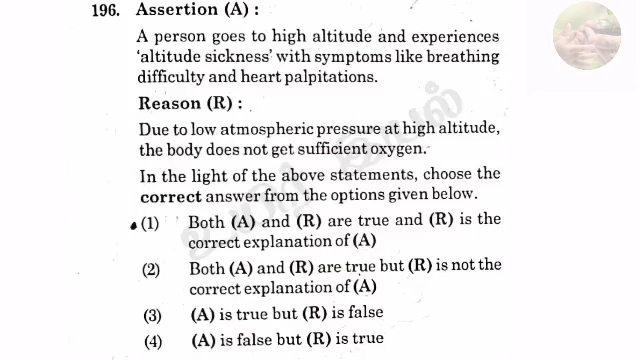 196. Assertion (A) :
A person goes to high altitude and experiences
‘altitude sickness’ with symptoms like breathing
difficulty and heart palpitations.
Reason (R) :
Due to low atmospheric pressure at high altitude,
the body does not get sufficient oxygen.
In the light of the above statements, choose the
correct answer from the options given below.
(1) Both (A) and (R) are true and (R) is the
correct explanation of (A)
(2) Both (A) and (R) are true but (R) is not the
correct explanation of (A)
(3) (A) is true but (R) is false
(4) (A) is false but (R) is true